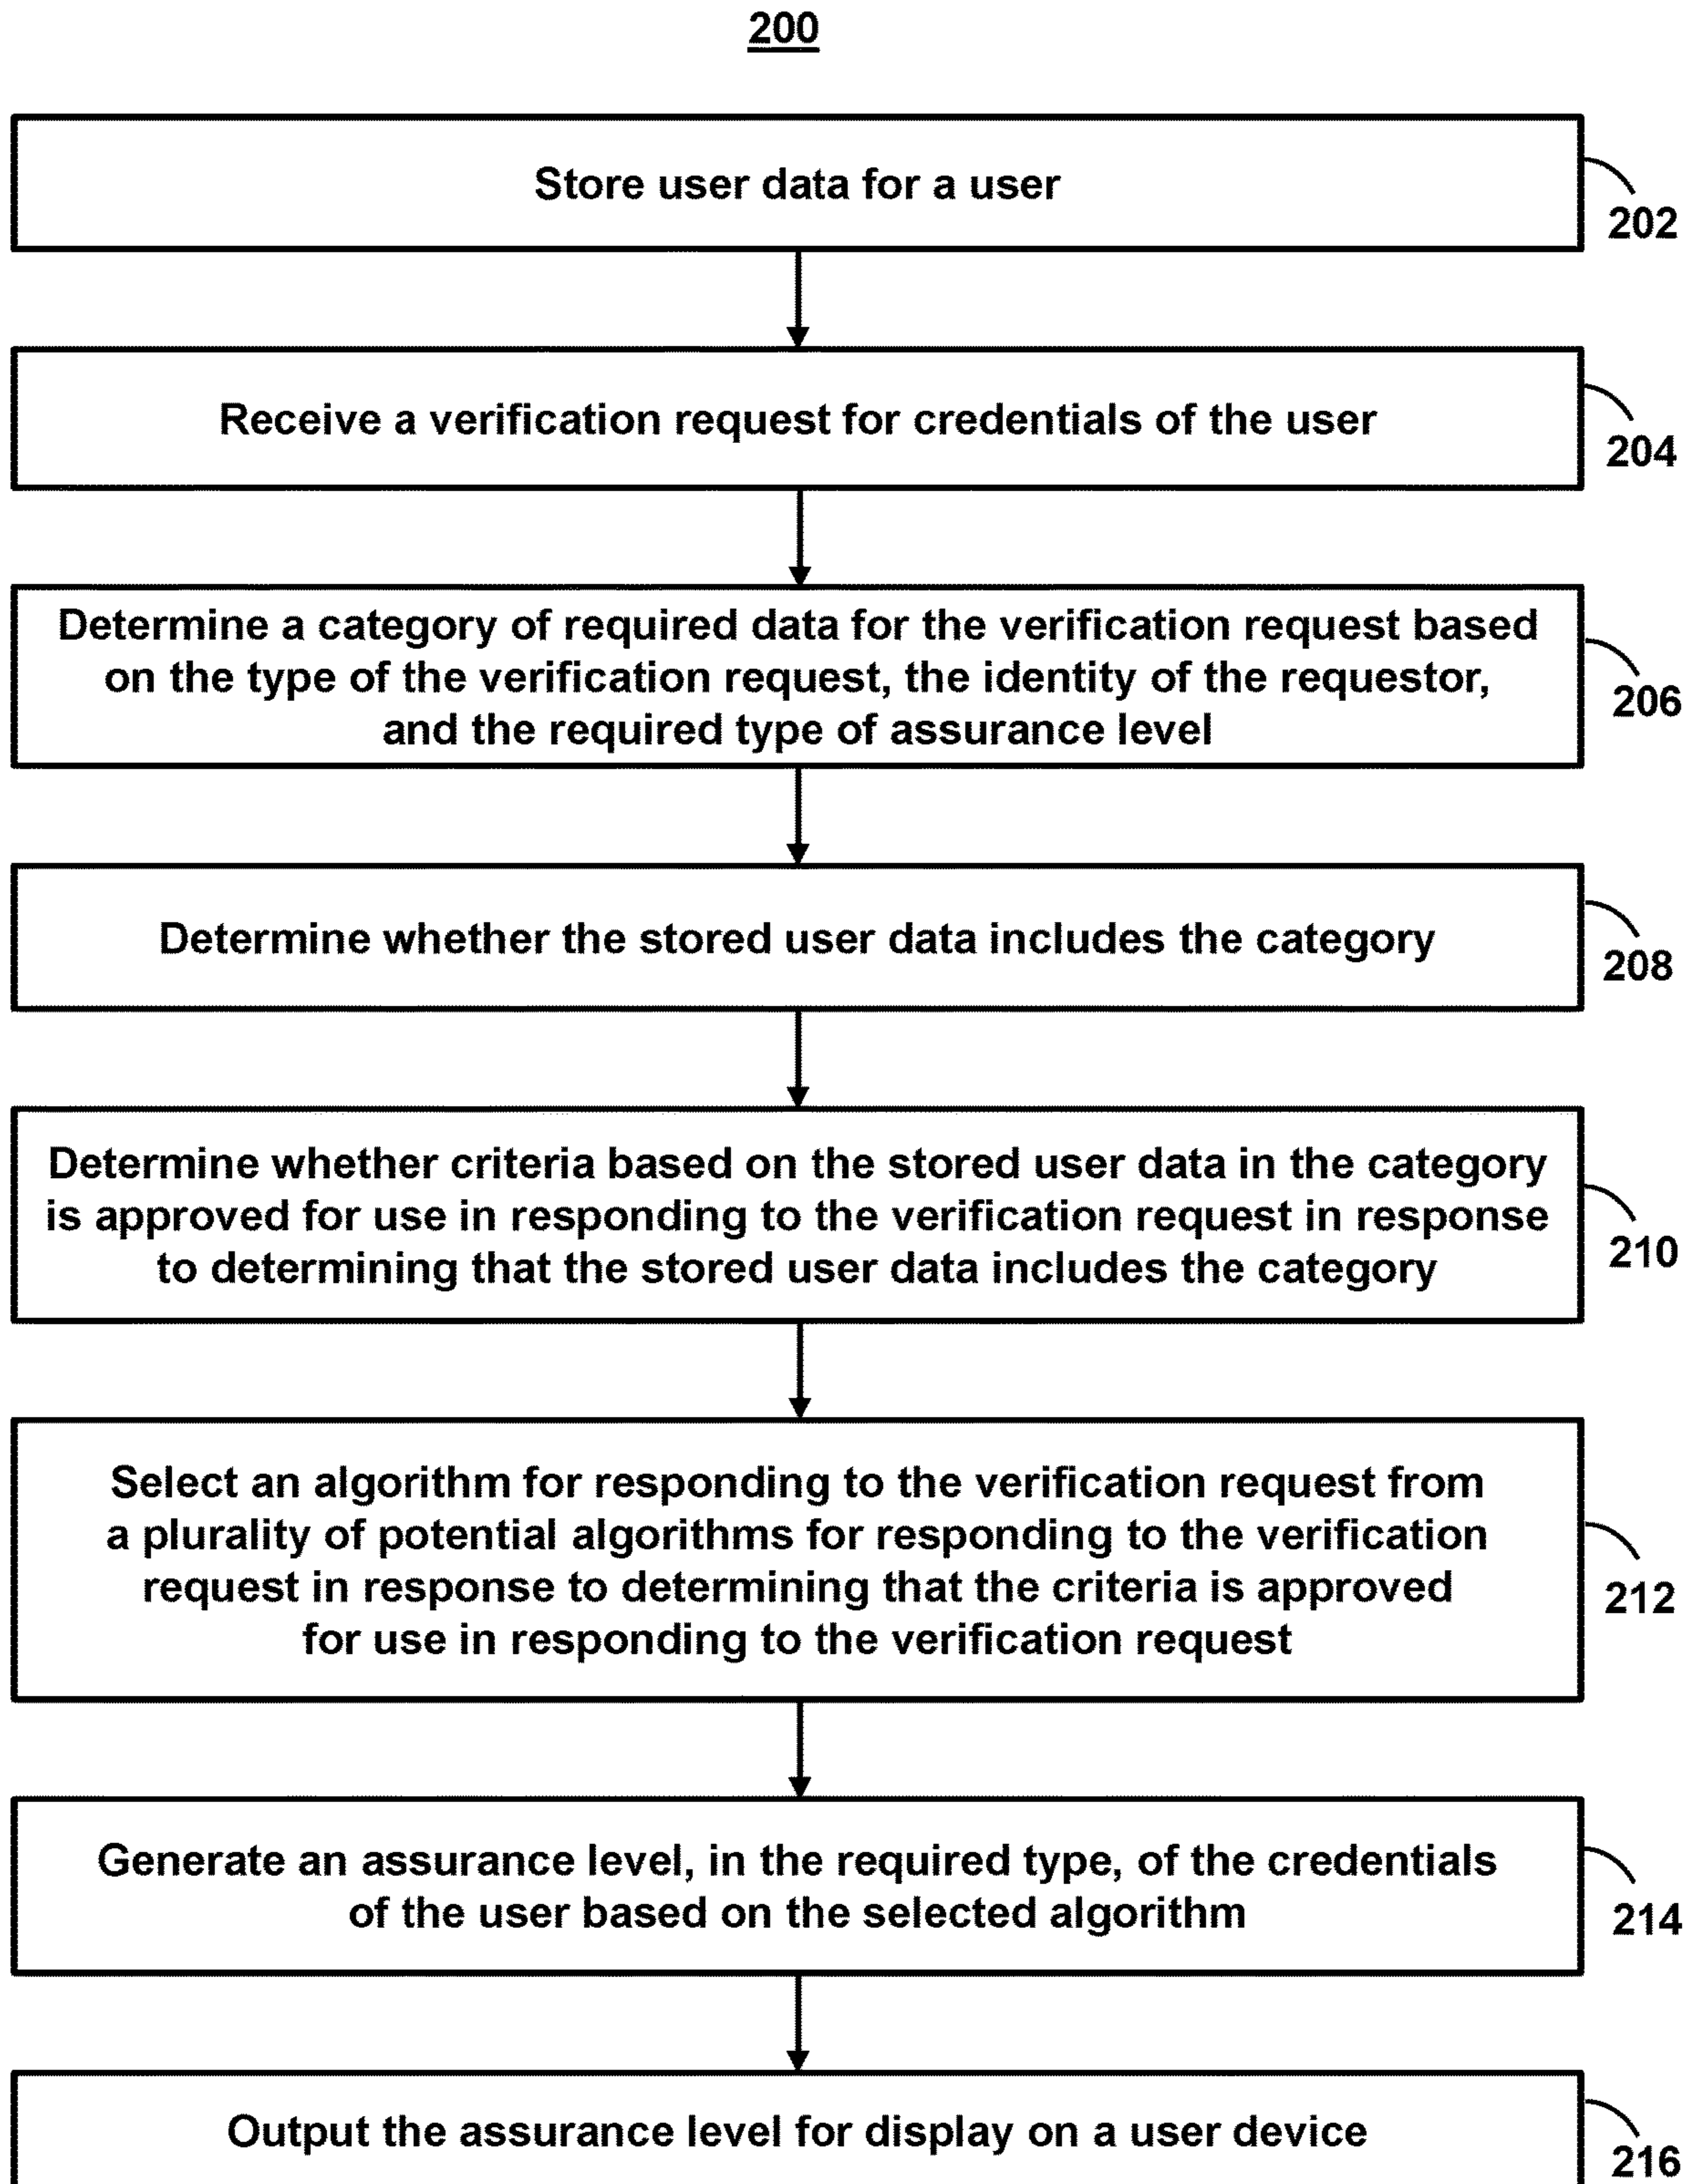 200
Store user data for a user
202
Receive a verification request for credentials of the user
204
Determine a category of required data for the verification request based
on the type of the verification request, the identity of the requestor,
and the required type of assurance level
206
Determine whether the stored user data includes the category
208
Determine whether criteria based on the stored user data in the category
is approved for use in responding to the verification request in response
to determining that the stored user data includes the category
210
Select an algorithm for responding to the verification request from
a plurality of potential algorithms for responding to the verification
request in response to determining that the criteria is approved
for use in responding to the verification request
212
Generate an assurance level, in the required type, of the credentials
of the user based on the selected algorithm
214
Output the assurance level for display on a user device
216